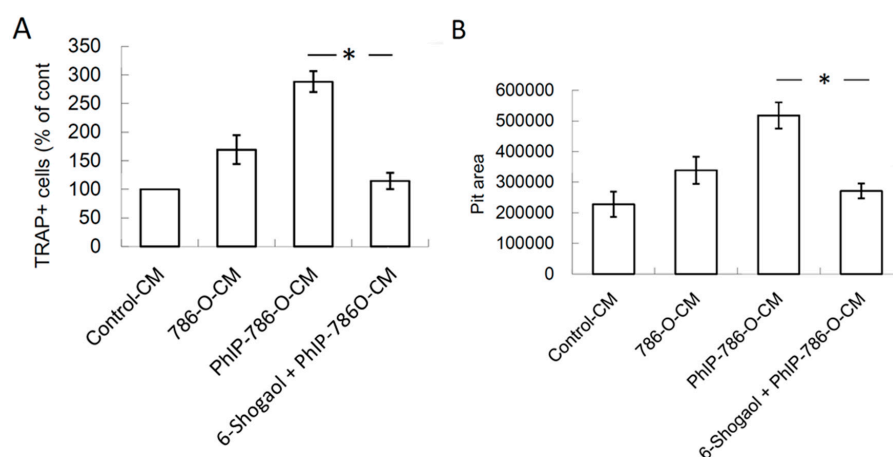 A
TRAP+ cells (% of cont
350
300
250
200
150
100
50
0
*
Control-CM
786-O-CM
PhIP-786-O-CM
6-Shogaol + PhIP-786O-CM
B
Pit area
600000
500000
400000
300000
200000
100000
0
*
Control-CM
786-O-CM
PhIP-786-O-CM
6-Shogaol + PhIP-786-O-CM